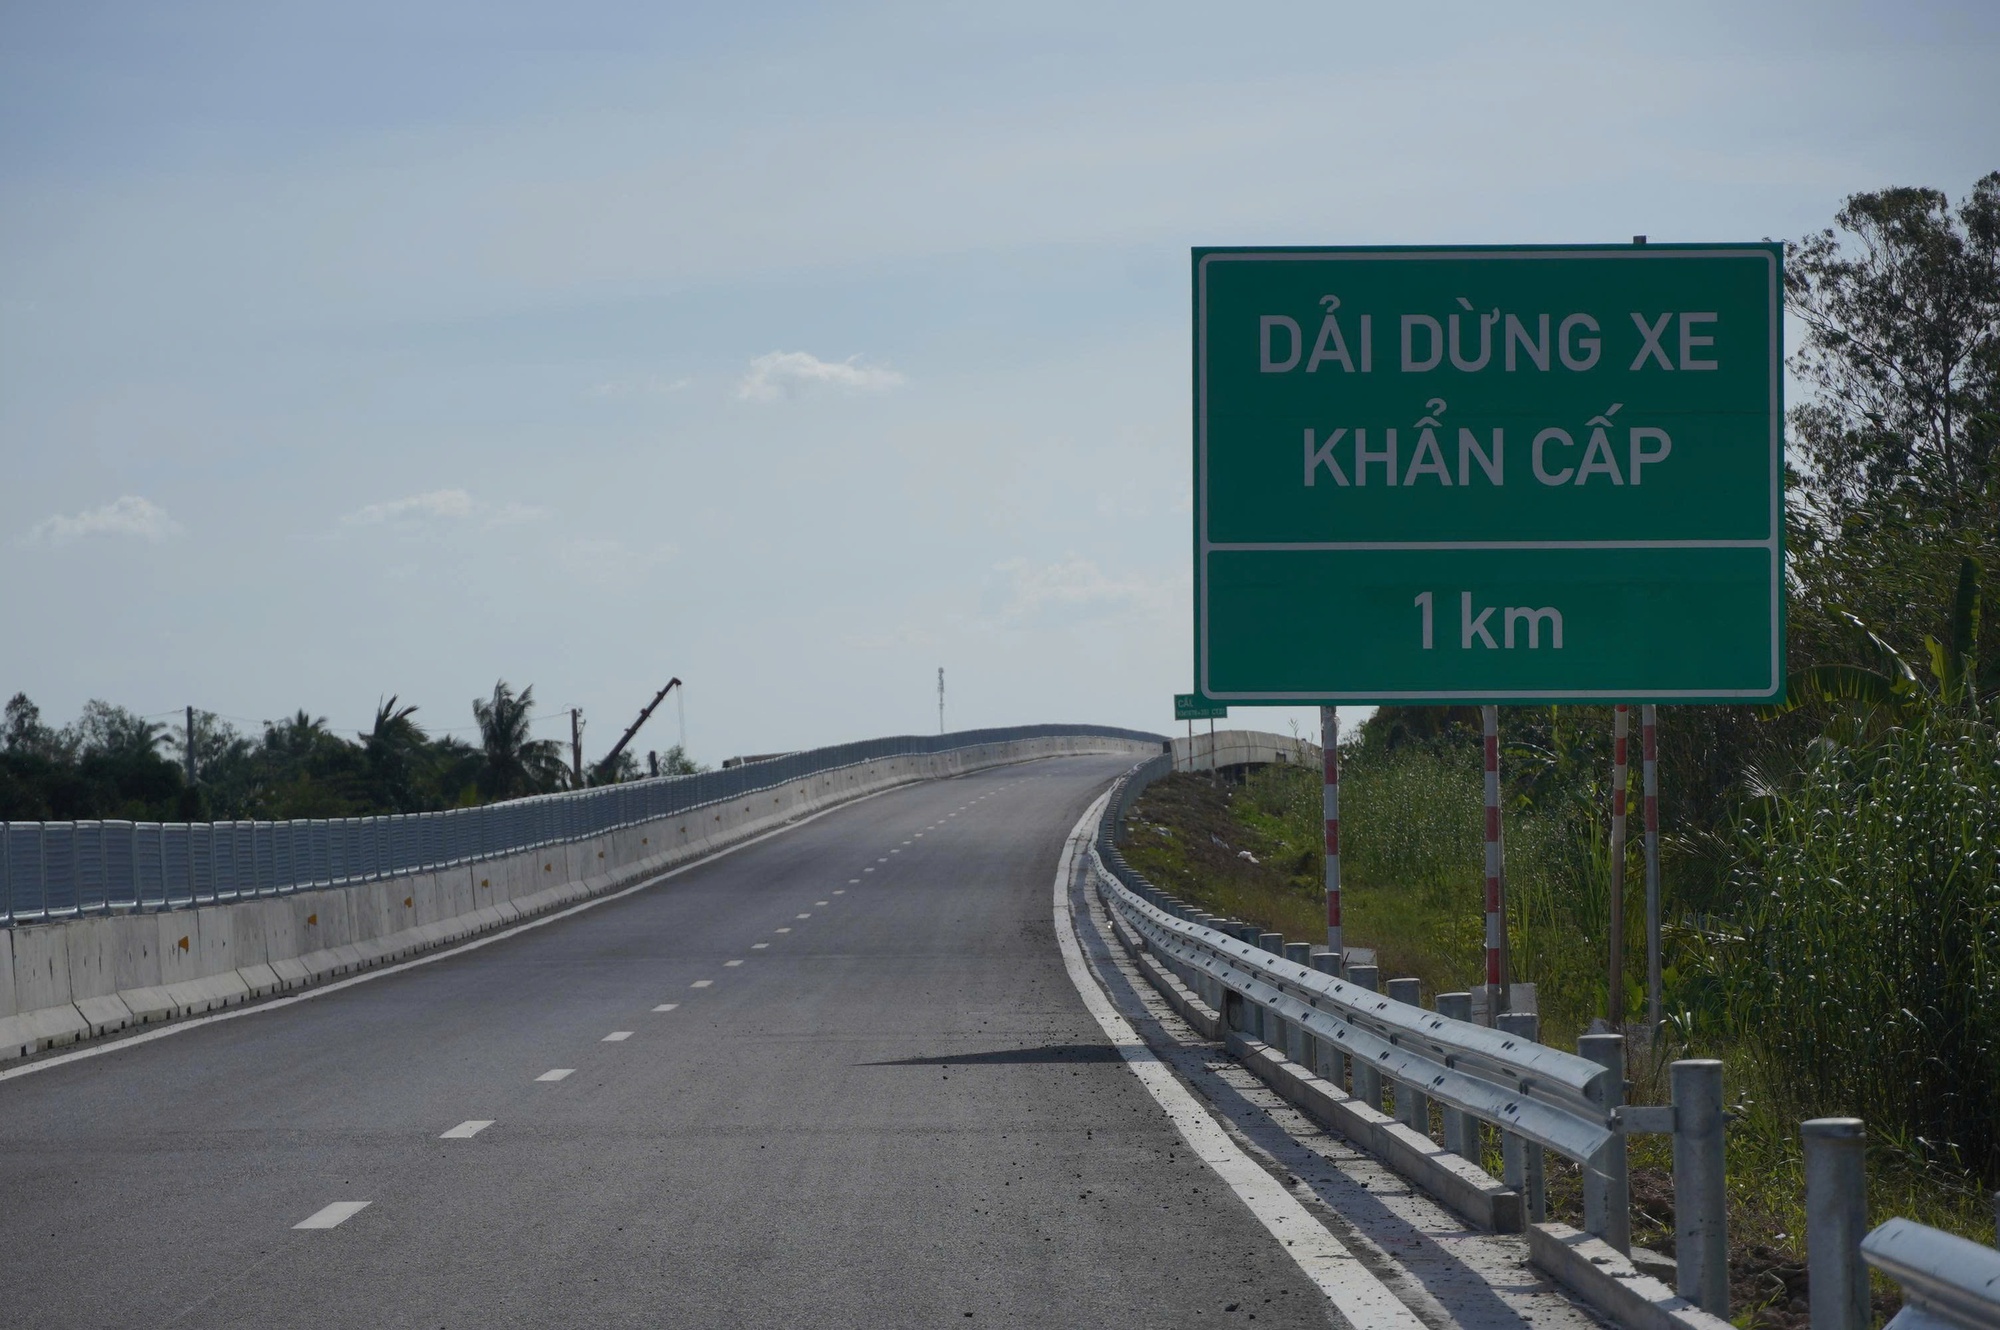 DẢI DỪNG XE
KHẨN CẤP
1 km